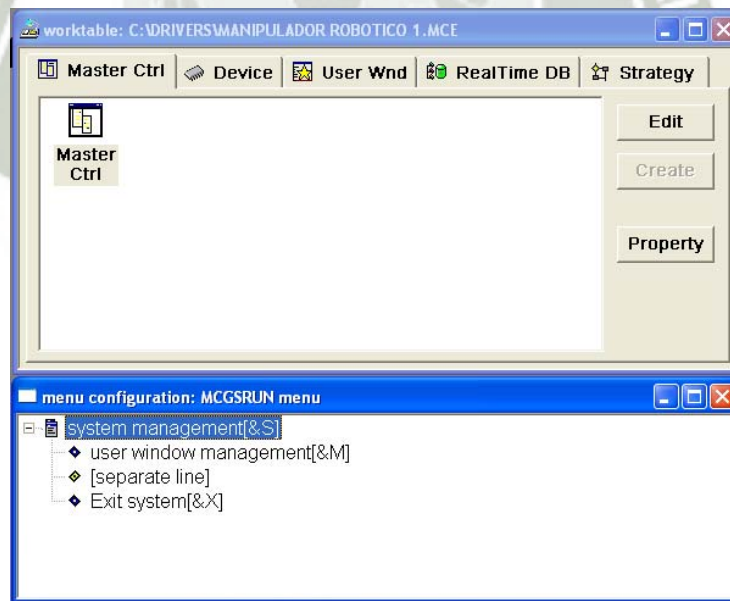 worktable: C:\DRIVERS\MANIPULADOR ROBOTICO 1.MCE
Master Ctrl Device User Wnd RealTime DB Strategy
Master
Ctrl
Edit
Create
Property
menu configuration: MCGSRUN menu
system management[&S]
user window management[&M]
[separate line]
Exit system[&X]